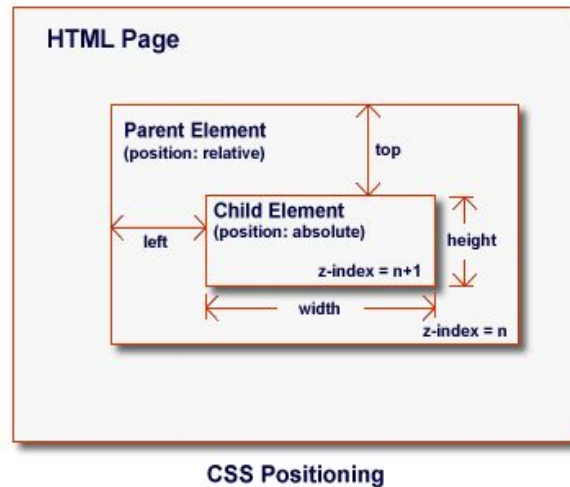 HTML Page
Parent Element
(position: relative)
top
Child Element
(position: absolute)
left
height
z-index = n+1
width
z-index = n
CSS Positioning